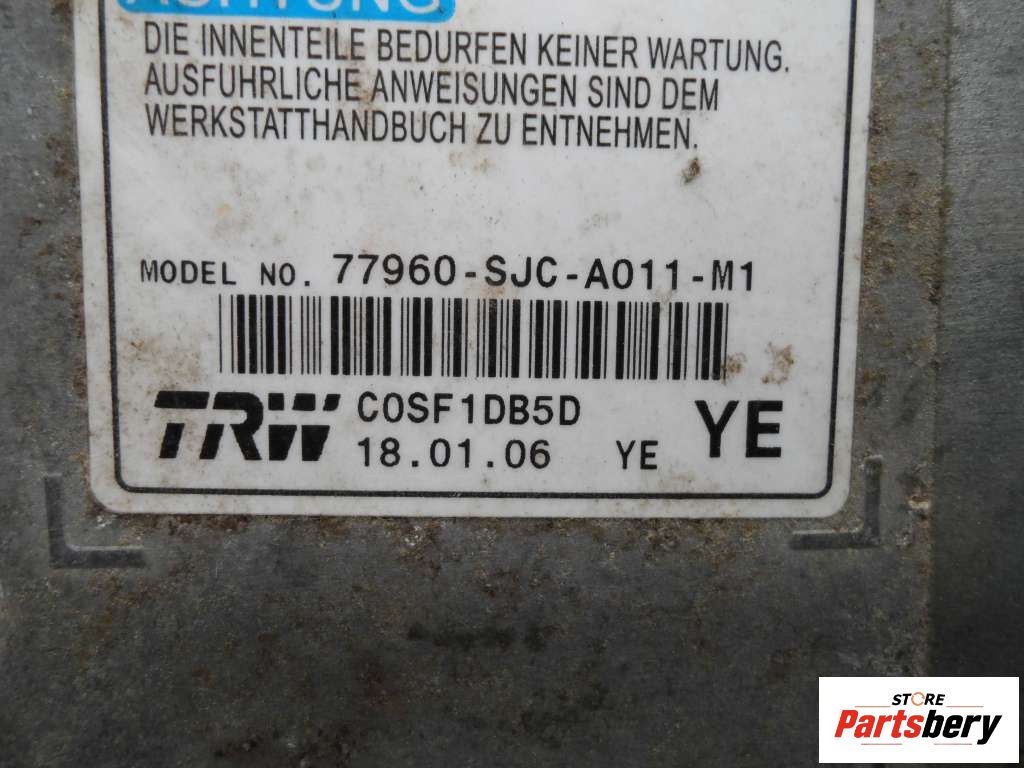 ACHTUNG
DIE INNENTEILE BEDURFEN KEINER WARTUNG.
AUSFUHRLICHE ANWEISUNGEN SIND DEM
WERKSTATTHANDBUCH ZU ENTNEHMEN.
MODEL NO. 77960-SJC-A011-M1
TRW C0SF1DB5D YE
18.01.06 YE
STORE
Partsbery